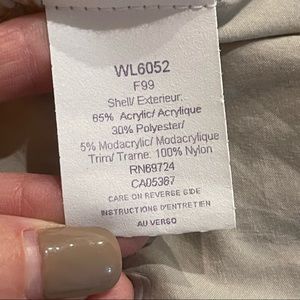 WL6052
F99
Shell/ Exterieur:
65% Acrylic/ Acrylique
30% Polyester/
5% Modacrylic/ Modacrylique
Trim/ Trame: 100% Nylon
RN69724
CA05367
CARE ON REVERSE SIDE
INSTRUCTIONS D'ENTRETIEN
AU VERSO